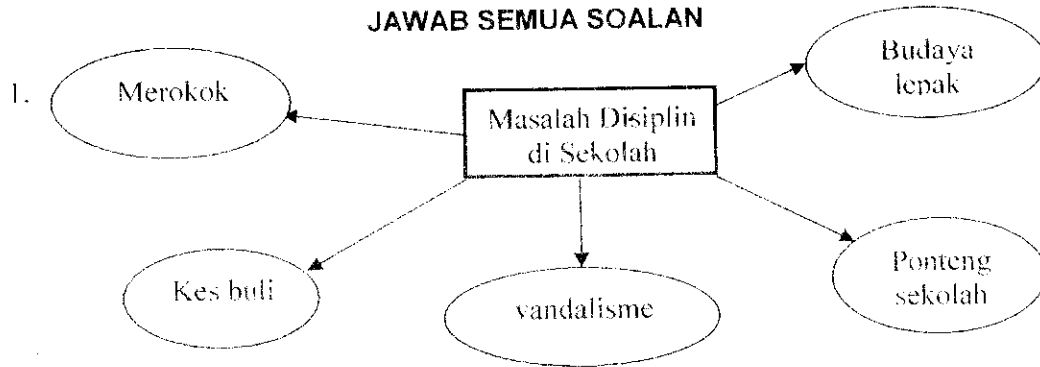 JAWAB SEMUA SOALAN
1.
Merokok
Masalah Disiplin
di Sekolah
Budaya
lepak
Kes buli
vandalisme
Ponteng
sekolah